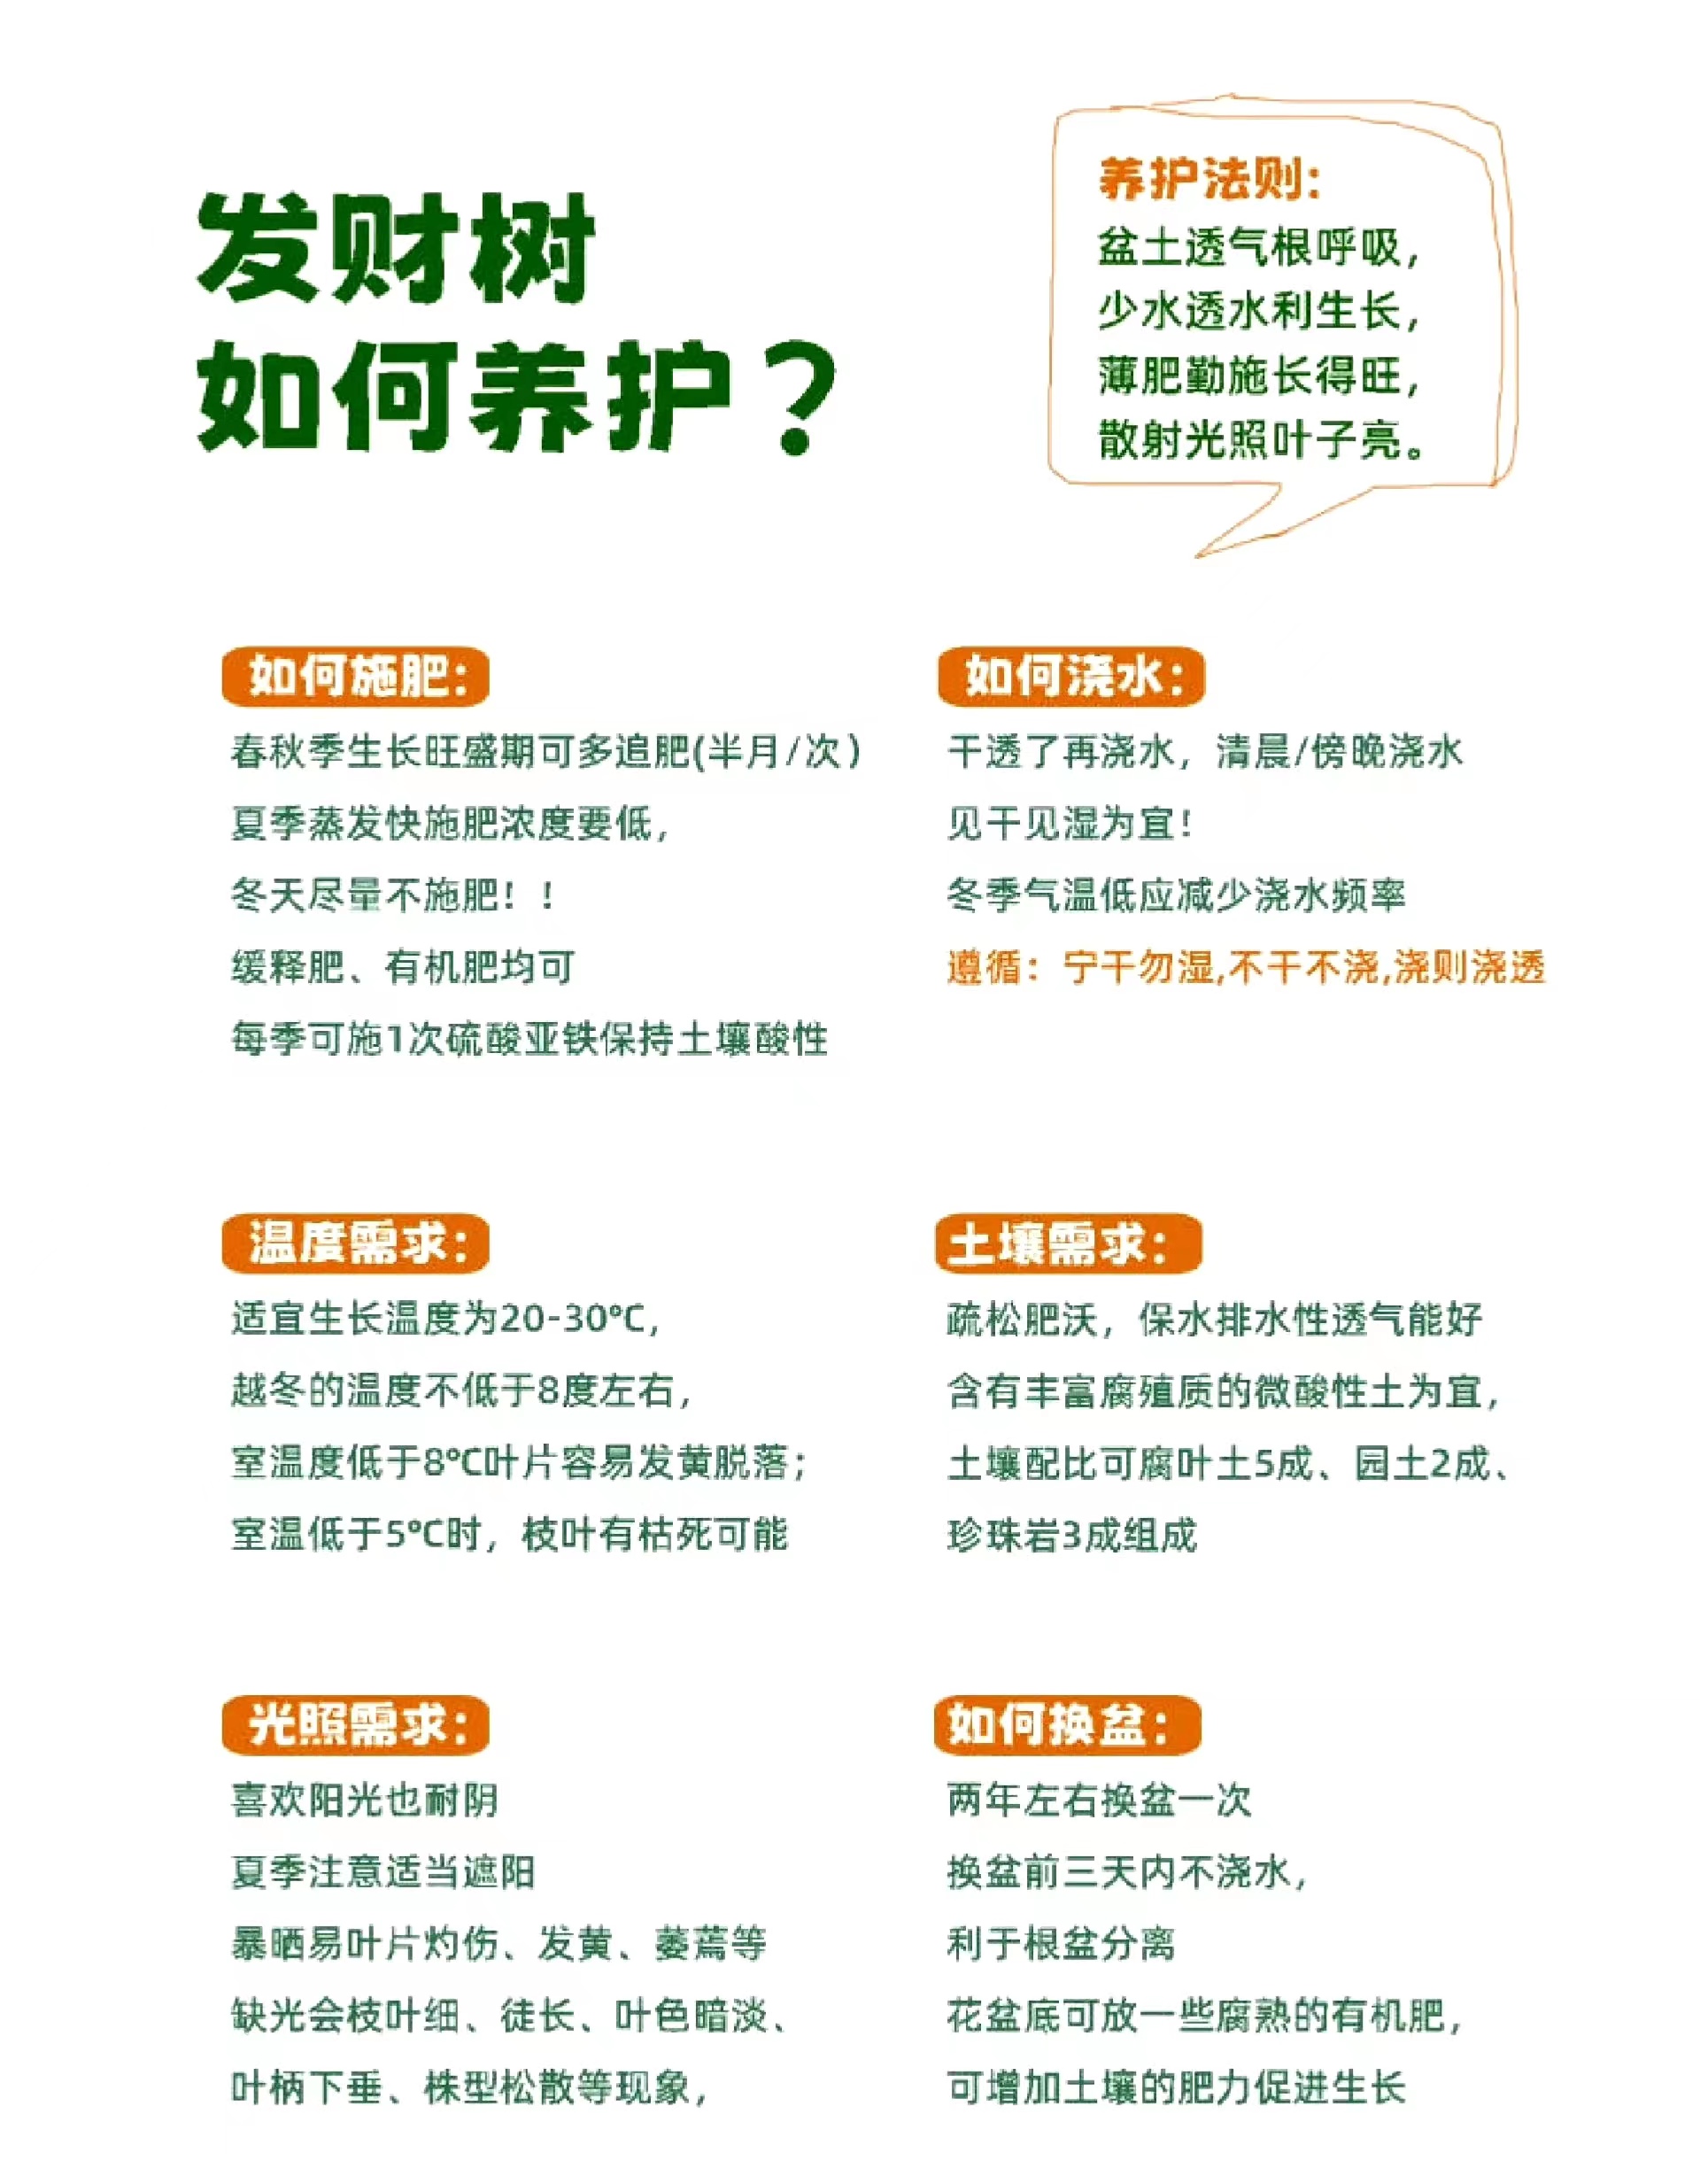 发财树
如何养护？
养护法则：
盆土透气根呼吸，
少水透水利生长，
薄肥勤施长得旺，
散射光照叶子亮。
如何施肥：
春秋季生长旺盛期可多追肥(半月/次）
夏季蒸发快施肥浓度要低，
冬天尽量不施肥！！
缓释肥、有机肥均可
每季可施1次硫酸亚铁保持土壤酸性
如何浇水：
干透了再浇水，清晨/傍晚浇水
见干见湿为宜！
冬季气温低应减少浇水频率
遵循：宁干勿湿,不干不浇,浇则浇透
温度需求：
适宜生长温度为20-30℃，
越冬的温度不低于8度左右，
室温度低于8℃叶片容易发黄脱落；
室温低于5℃时，枝叶有枯死可能
土壤需求：
疏松肥沃，保水排水性透气能好
含有丰富腐殖质的微酸性土为宜，
土壤配比可腐叶土5成、园土2成、
珍珠岩3成组成
光照需求：
喜欢阳光也耐阴
夏季注意适当遮阳
暴晒易叶片灼伤、发黄、萎蔫等
缺光会枝叶细、徒长、叶色暗淡、
叶柄下垂、株型松散等现象，
如何换盆：
两年左右换盆一次
换盆前三天内不浇水，
利于根盆分离
花盆底可放一些腐熟的有机肥，
可增加土壤的肥力促进生长